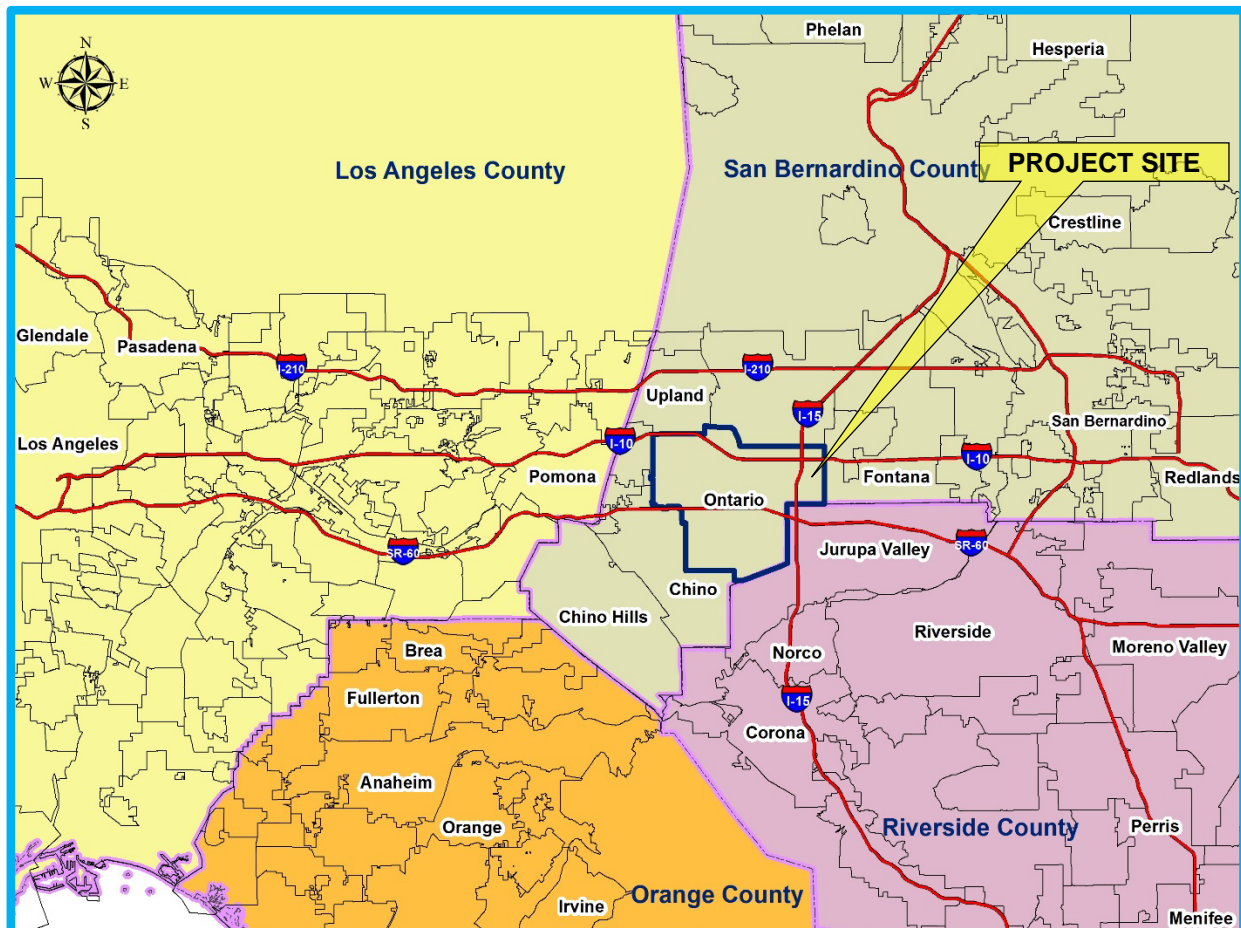 Phelan
Hesperia
N
W E
S
Los Angeles County
San Bernardino County
PROJECT SITE
Crestline
Glendale
Pasadena
I-210
I-210
Upland
I-15
Los Angeles
San Bernardino
I-10
Pomona
I-10
Fontana
Redlands
Ontario
SR-60
SR-60
Jurupa Valley
Chino
Chino Hills
Riverside
Brea
Norco
Moreno Valley
Fullerton
I-15
Corona
Anaheim
Orange
Riverside County
Perris
Orange County
Irvine
Menifee